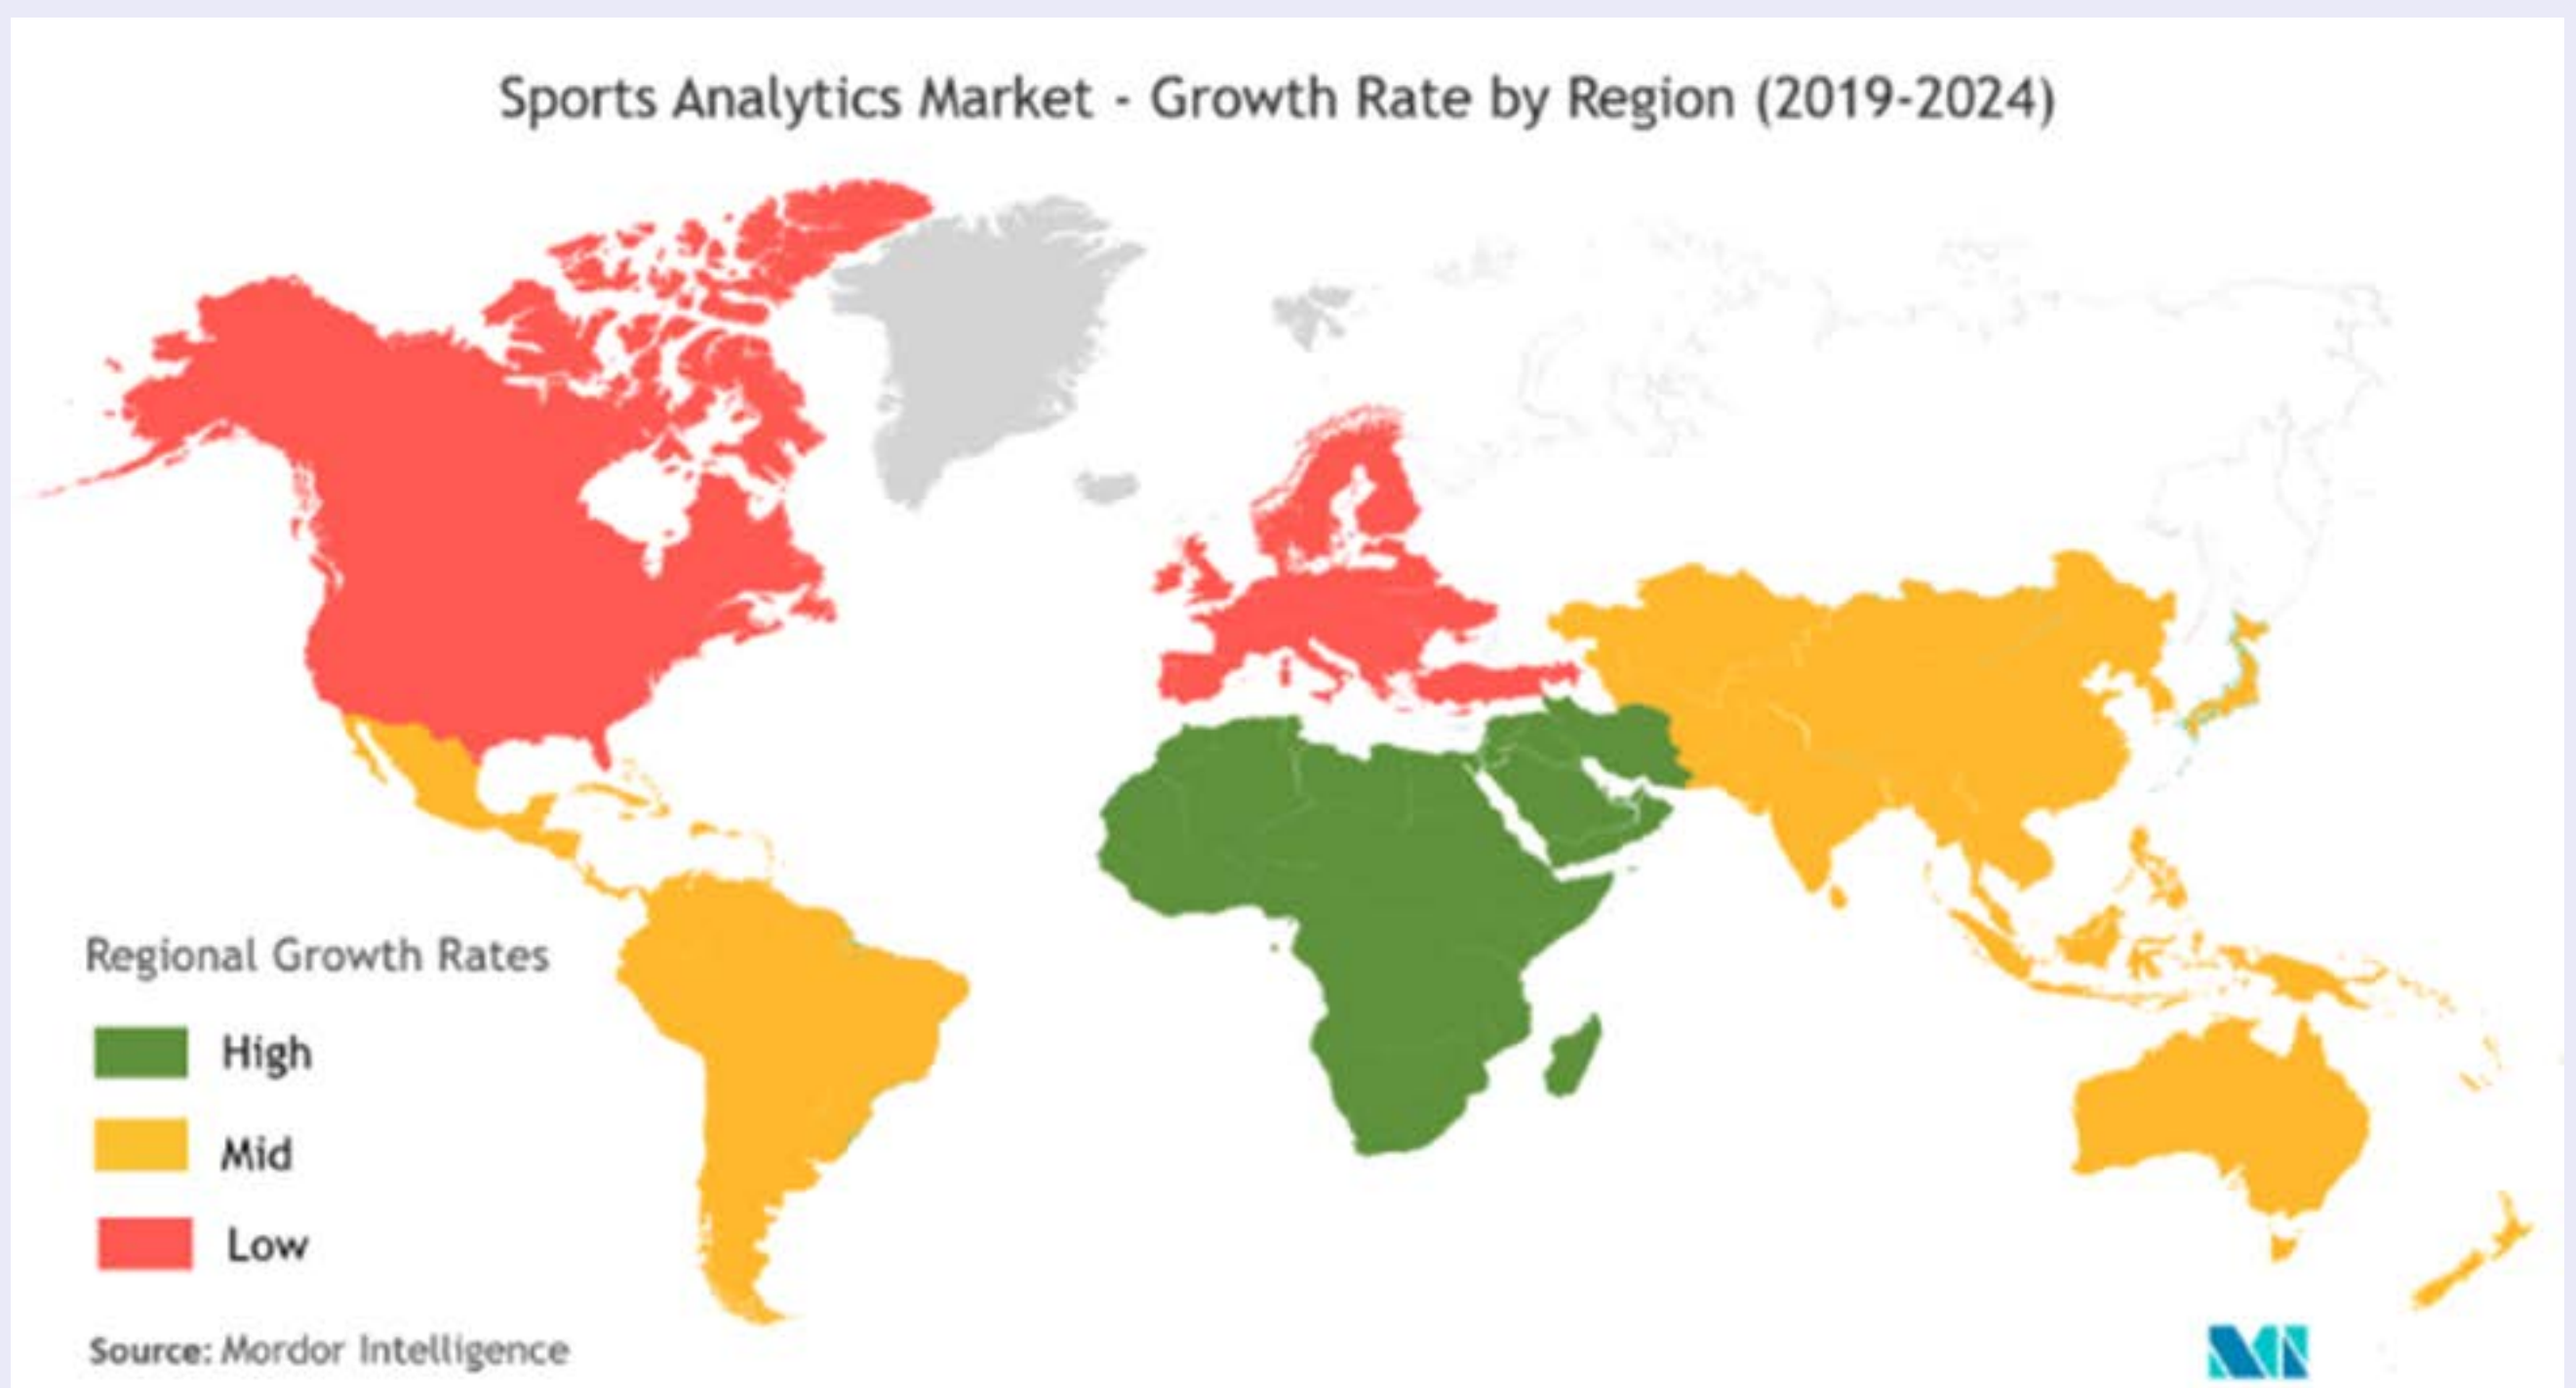 Sports Analytics Market - Growth Rate by Region (2019-2024)
Regional Growth Rates
High
Mid
Low
Source: Mordor Intelligence